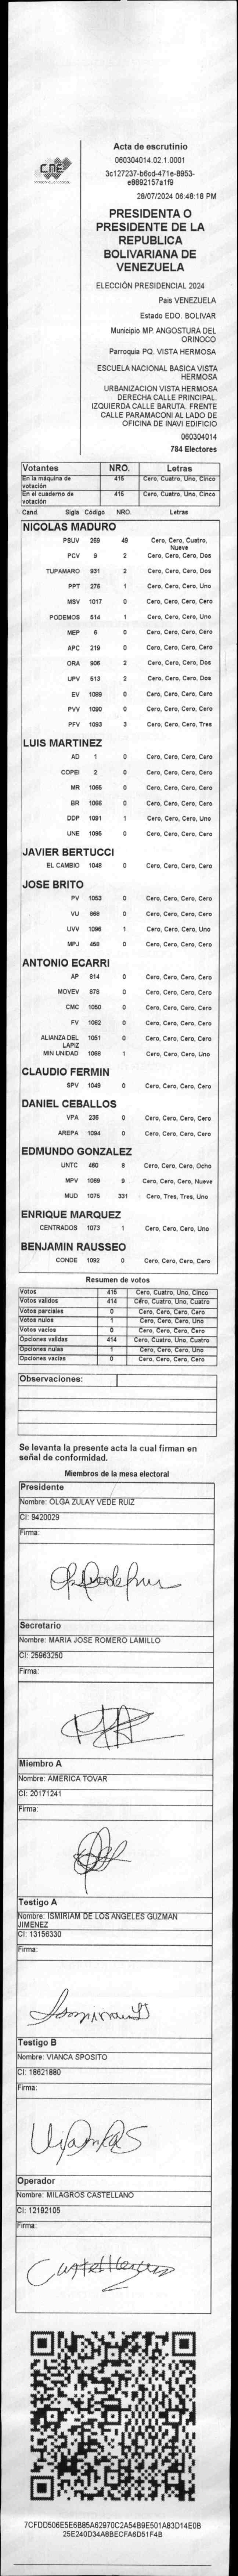 CNE
Acta de escrutinio
060304014.02.1.0001
3c127237-b6cd-471e-8953-
e8692157a1f9
28/07/2024 06:48:18 PM
PRESIDENTA O
PRESIDENTE DE LA
REPUBLICA
BOLIVARIANA DE
VENEZUELA
ELECCIÓN PRESIDENCIAL 2024
Pais VENEZUELA
Estado EDO. BOLIVAR
Municipio MP. ANGOSTURA DEL
ORINOCO
Parroquia PQ. VISTA HERMOSA
ESCUELA NACIONAL BASICA VISTA
HERMOSA
URBANIZACION VISTA HERMOSA
DERECHA CALLE PRINCIPAL.
IZQUIERDA CALLE BARUTA. FRENTE
CALLE PARAMACONI AL LADO DE
OFICINA DE INAVI EDIFICIO
060304014
784 Electores
Votantes NRO. Letras
En la máquina de votación 415 Cero, Cuatro, Uno, Cinco
En el cuaderno de votación 415 Cero, Cuatro, Uno, Cinco
Cand. Sigla Código NRO. Letras
NICOLAS MADURO
PSUV 269 49 Cero, Cero, Cuatro, Nueve
PCV 9 2 Cero, Cero, Cero, Dos
TUPAMARO 931 2 Cero, Cero, Cero, Dos
PPT 276 1 Cero, Cero, Cero, Uno
MSV 1017 0 Cero, Cero, Cero, Cero
PODEMOS 514 1 Cero, Cero, Cero, Uno
MEP 6 0 Cero, Cero, Cero, Cero
APC 219 0 Cero, Cero, Cero, Cero
ORA 906 2 Cero, Cero, Cero, Dos
UPV 513 2 Cero, Cero, Cero, Dos
EV 1089 0 Cero, Cero, Cero, Cero
PVV 1090 0 Cero, Cero, Cero, Cero
PFV 1093 3 Cero, Cero, Cero, Tres
LUIS MARTINEZ
AD 1 0 Cero, Cero, Cero, Cero
COPEI 2 0 Cero, Cero, Cero, Cero
MR 1065 0 Cero, Cero, Cero, Cero
BR 1066 0 Cero, Cero, Cero, Cero
DDP 1091 1 Cero, Cero, Cero, Uno
UNE 1095 0 Cero, Cero, Cero, Cero
JAVIER BERTUCCI
EL CAMBIO 1048 0 Cero, Cero, Cero, Cero
JOSE BRITO
PV 1053 0 Cero, Cero, Cero, Cero
VU 868 0 Cero, Cero, Cero, Cero
UVV 1096 1 Cero, Cero, Cero, Uno
MPJ 458 0 Cero, Cero, Cero, Cero
ANTONIO ECARRI
AP 814 0 Cero, Cero, Cero, Cero
MOVEV 878 0 Cero, Cero, Cero, Cero
CMC 1050 0 Cero, Cero, Cero, Cero
FV 1062 0 Cero, Cero, Cero, Cero
ALIANZA DEL LAPIZ 1051 0 Cero, Cero, Cero, Cero
MIN UNIDAD 1068 1 Cero, Cero, Cero, Uno
CLAUDIO FERMIN
SPV 1049 0 Cero, Cero, Cero, Cero
DANIEL CEBALLOS
VPA 236 0 Cero, Cero, Cero, Cero
AREPA 1094 0 Cero, Cero, Cero, Cero
EDMUNDO GONZALEZ
UNTC 460 8 Cero, Cero, Cero, Ocho
MPV 1069 9 Cero, Cero, Cero, Nueve
MUD 1075 331 Cero, Tres, Tres, Uno
ENRIQUE MARQUEZ
CENTRADOS 1073 1 Cero, Cero, Cero, Uno
BENJAMIN RAUSSEO
CONDE 1092 0 Cero, Cero, Cero, Cero
Resumen de votos
Votos 415 Cero, Cuatro, Uno, Cinco
Votos validos 414 Cero, Cuatro, Uno, Cuatro
Votos parciales 0 Cero, Cero, Cero, Cero
Votos nulos 1 Cero, Cero, Cero, Uno
Votos vacios 0 Cero, Cero, Cero, Cero
Opciones validas 414 Cero, Cuatro, Uno, Cuatro
Opciones nulas 1 Cero, Cero, Cero, Uno
Opciones vacias 0 Cero, Cero, Cero, Cero
Observaciones:
Se levanta la presente acta la cual firman en
señal de conformidad.
Miembros de la mesa electoral
Presidente
Nombre: OLGA ZULAY VEDE RUIZ
CI: 9420029
Firma:
Secretario
Nombre: MARIA JOSE ROMERO LAMILLO
CI: 25963250
Firma:
Miembro A
Nombre: AMERICA TOVAR
CI: 20171241
Firma:
Testigo A
Nombre: ISMIRIAM DE LOS ANGELES GUZMAN
JIMENEZ
CI: 13156330
Firma:
Testigo B
Nombre: VIANCA SPOSITO
CI: 18621880
Firma:
Operador
Nombre: MILAGROS CASTELLANO
CI: 12192105
Firma:
7CFDD506E5E6B85A62970C2A54B9E501A83D14E0B
25E240D34A8BECFA6D51F4B